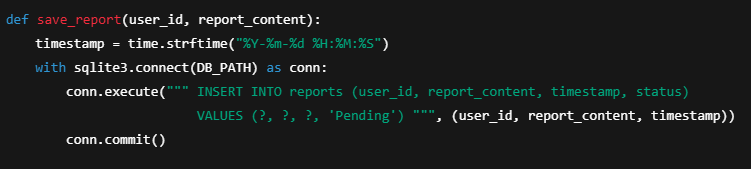 def save_report(user_id, report_content):
    timestamp = time.strftime("%Y-%m-%d %H:%M:%S")
    with sqlite3.connect(DB_PATH) as conn:
        conn.execute(""" INSERT INTO reports (user_id, report_content, timestamp, status)
                         VALUES (?, ?, ?, 'Pending') """, (user_id, report_content, timestamp))
        conn.commit()